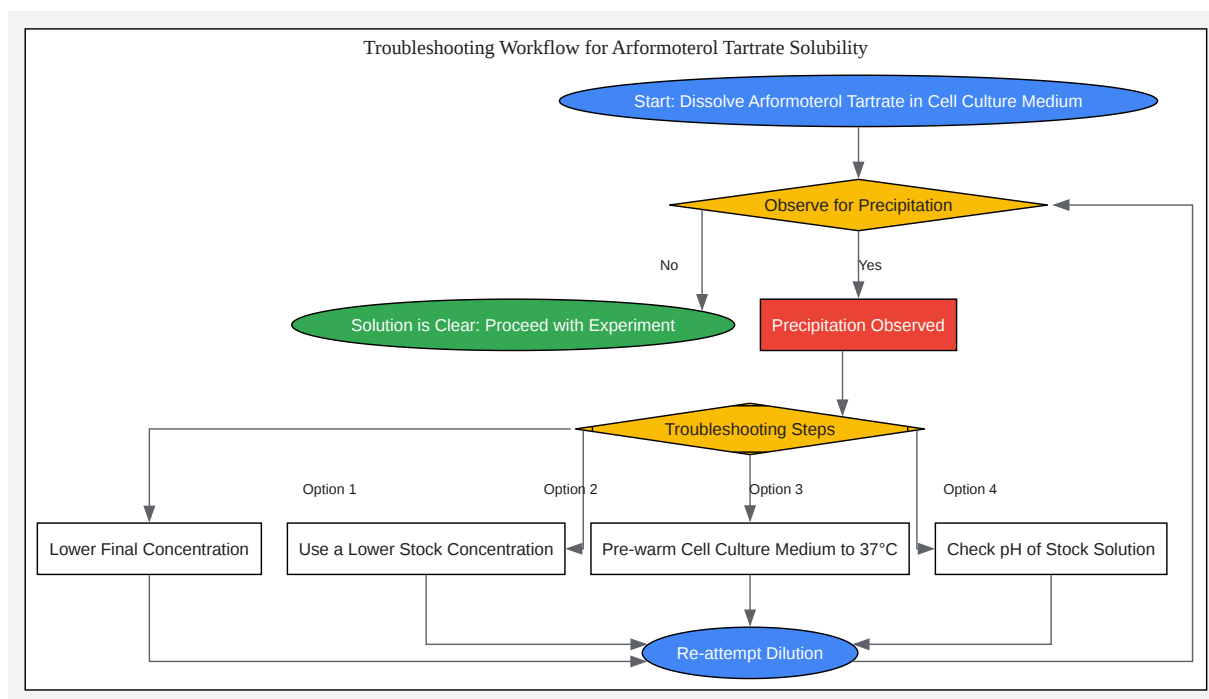 Troubleshooting Workflow for Arformoterol Tartrate Solubility
Start: Dissolve Arformoterol Tartrate in Cell Culture Medium
Observe for Precipitation
No
Yes
Solution is Clear: Proceed with Experiment
Precipitation Observed
Troubleshooting Steps
Option 1
Option 2
Option 3
Option 4
Lower Final Concentration
Use a Lower Stock Concentration
Pre-warm Cell Culture Medium to 37°C
Check pH of Stock Solution
Re-attempt Dilution